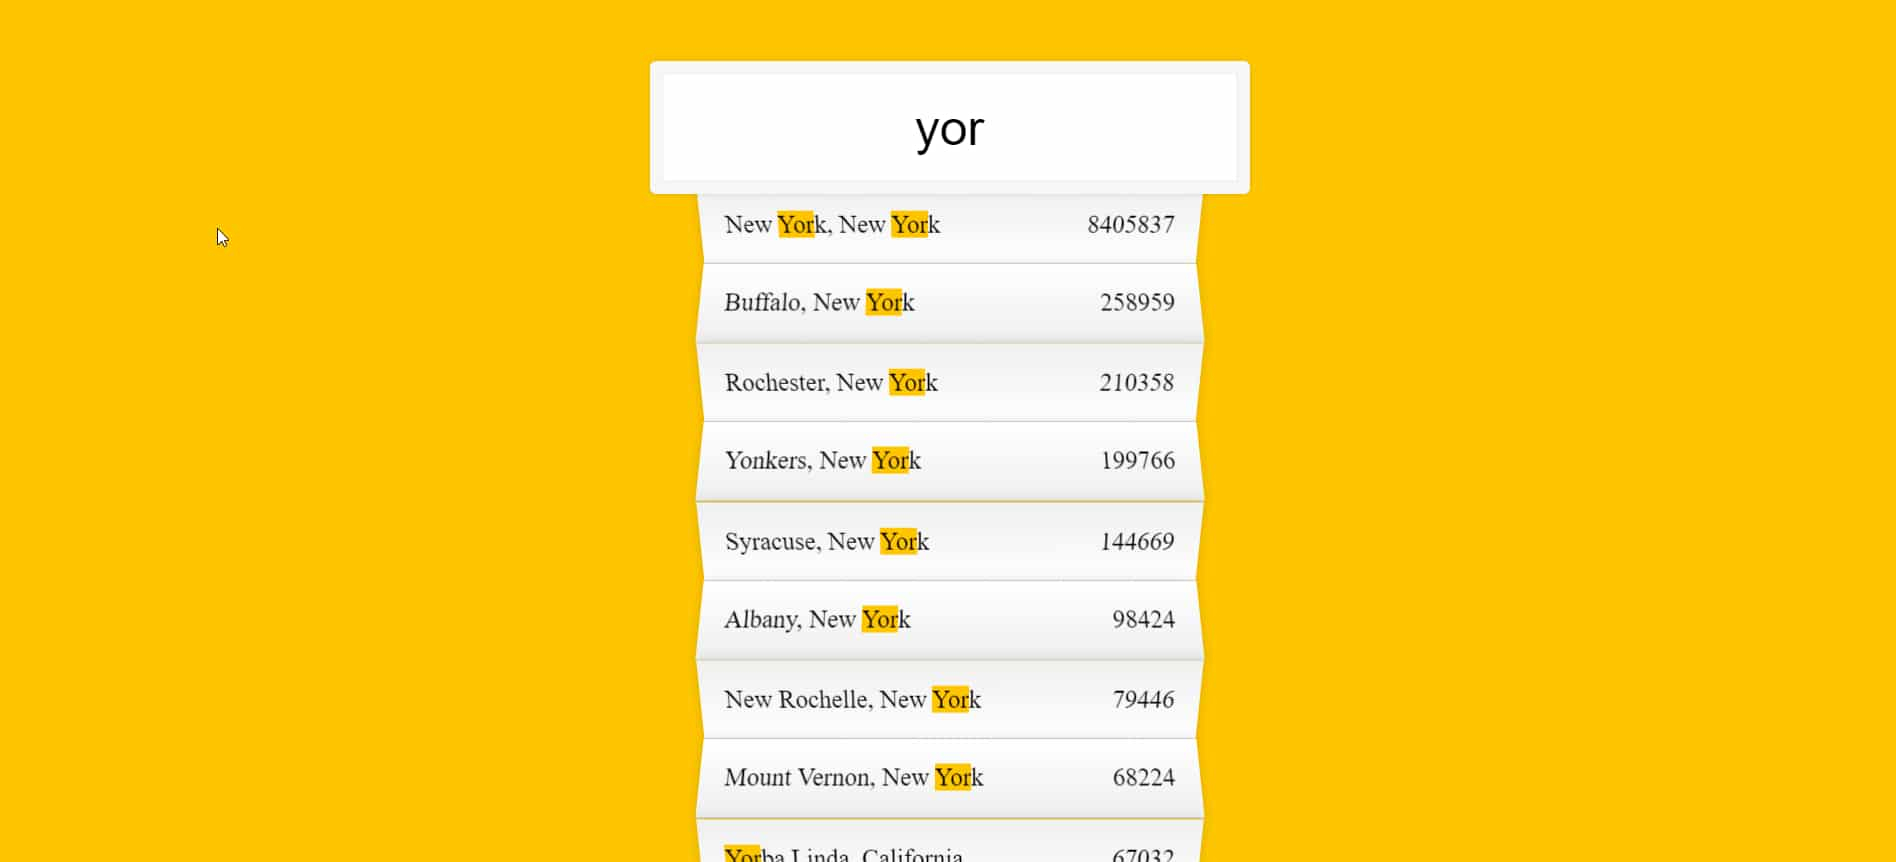 yor
New York, New York 8405837
Buffalo, New York 258959
Rochester, New York 210358
Yonkers, New York 199766
Syracuse, New York 144669
Albany, New York 98424
New Rochelle, New York 79446
Mount Vernon, New York 68224
Yorba Linda, California 67032